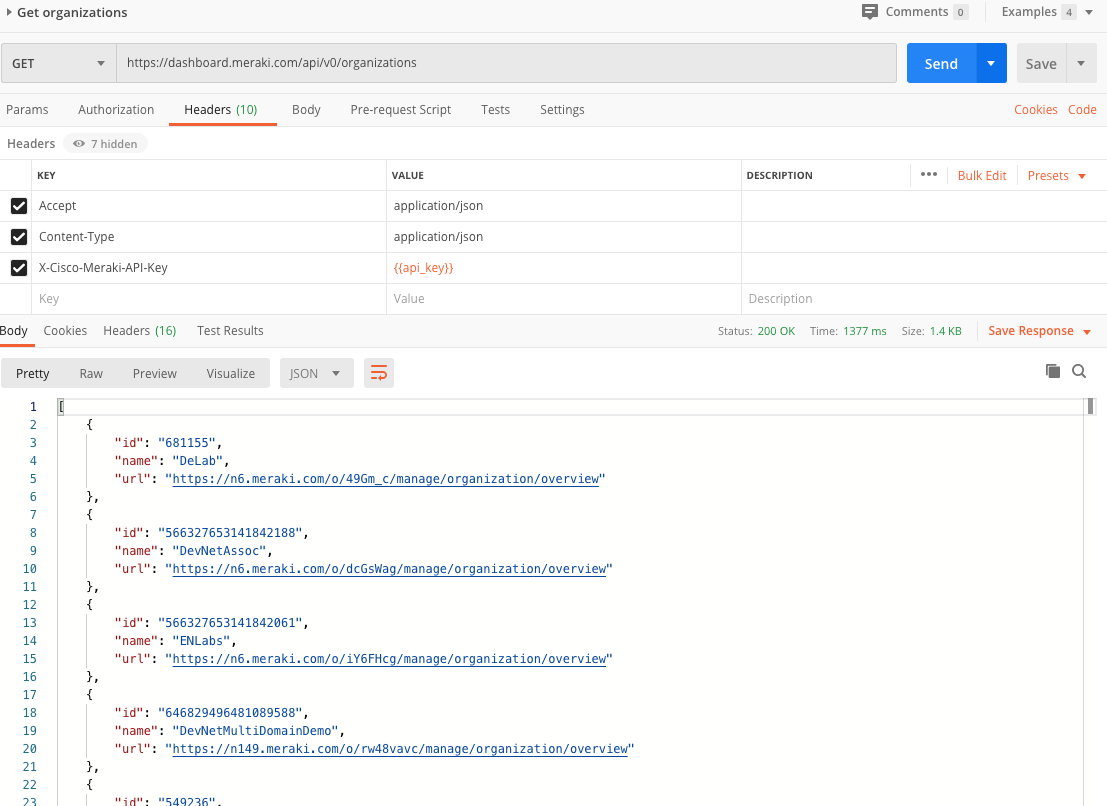 Get organizations Comments 0 Examples 4
GET https://dashboard.meraki.com/api/v0/organizations Send Save
Params Authorization Headers (10) Body Pre-request Script Tests Settings Cookies Code
Headers 7 hidden
KEY VALUE DESCRIPTION ••• Bulk Edit Presets
Accept application/json
Content-Type application/json
X-Cisco-Meraki-API-Key {{api_key}}
Key Value Description
Body Cookies Headers (16) Test Results Status: 200 OK Time: 1377 ms Size: 1.4 KB Save Response
Pretty Raw Preview Visualize JSON
1 [
2 {
3 "id": "681155",
4 "name": "DeLab",
5 "url": "https://n6.meraki.com/o/49Gm_c/manage/organization/overview"
6 },
7 {
8 "id": "566327653141842188",
9 "name": "DevNetAssoc",
10 "url": "https://n6.meraki.com/o/dcGsWag/manage/organization/overview"
11 },
12 {
13 "id": "566327653141842061",
14 "name": "ENLabs",
15 "url": "https://n6.meraki.com/o/iY6FHcg/manage/organization/overview"
16 },
17 {
18 "id": "646829496481089588",
19 "name": "DevNetMultiDomainDemo",
20 "url": "https://n149.meraki.com/o/rw48vavc/manage/organization/overview"
21 },
22 {
23 "id": "549236",